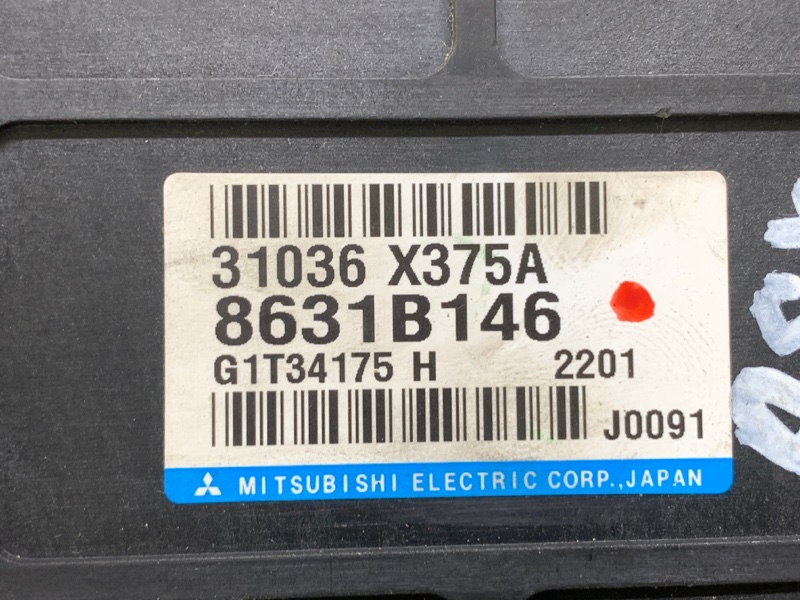 31036 X375A
8631B146
G1T34175 H 2201
J0091
MITSUBISHI ELECTRIC CORP., JAPAN